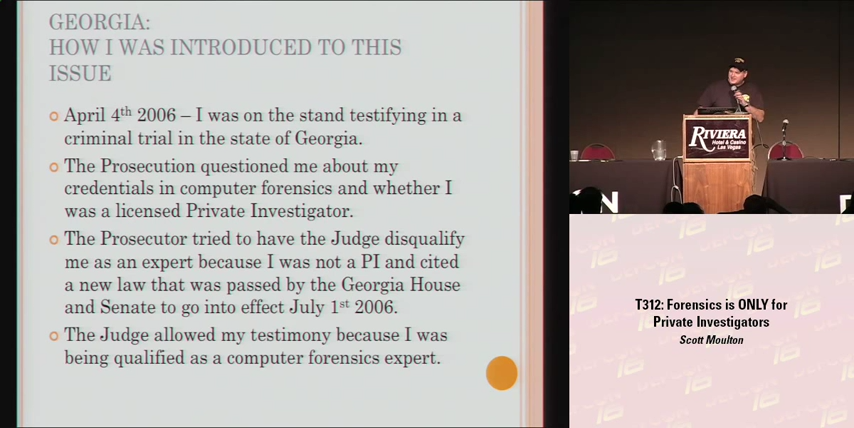 GEORGIA:
HOW I WAS INTRODUCED TO THIS
ISSUE
April 4th 2006 – I was on the stand testifying in a
criminal trial in the state of Georgia.
The Prosecution questioned me about my
credentials in computer forensics and whether I
was a licensed Private Investigator.
The Prosecutor tried to have the Judge disqualify
me as an expert because I was not a PI and cited
a new law that was passed by the Georgia House
and Senate to go into effect July 1st 2006.
The Judge allowed my testimony because I was
being qualified as a computer forensics expert.
RIVIERA
Hotel & Casino
Las Vegas
T312: Forensics is ONLY for
Private Investigators
Scott Moulton